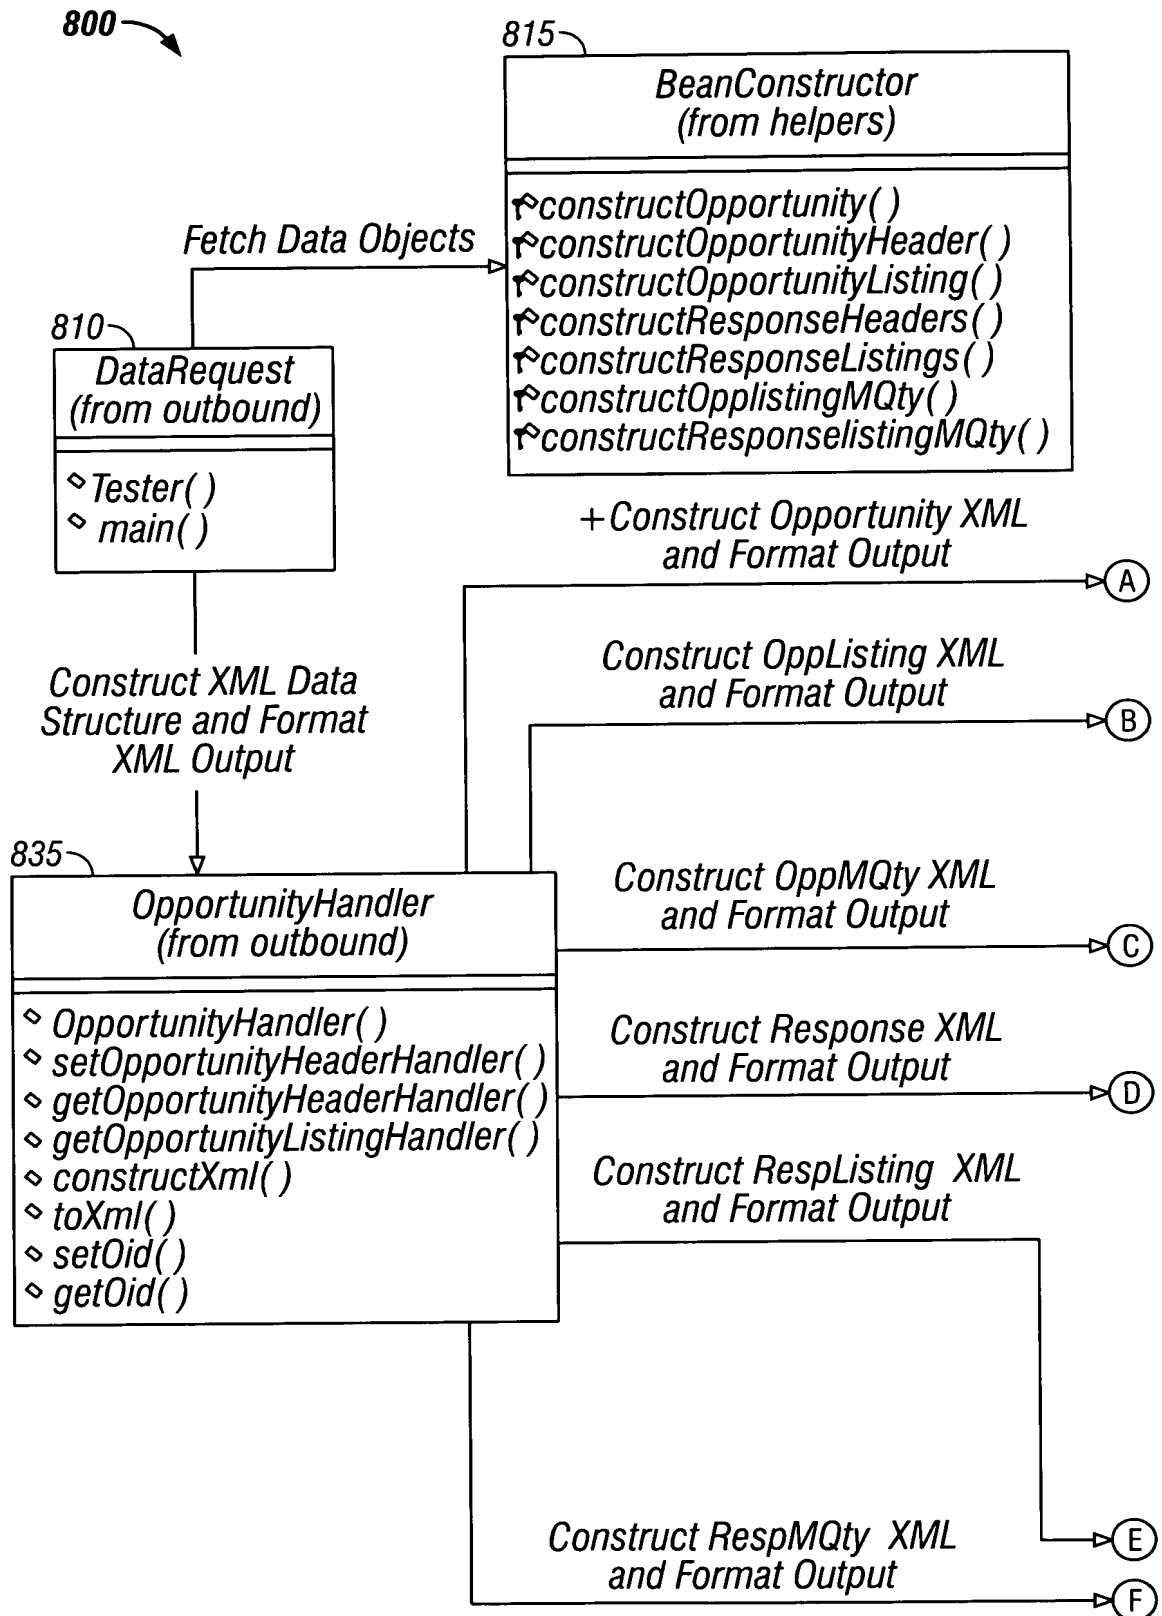 800
815
BeanConstructor
(from helpers)
constructOpportunity( )
constructOpportunityHeader( )
constructOpportunityListing( )
constructResponseHeaders( )
constructResponseListings( )
constructOpplistingMQty( )
constructResponselistingMQty( )
Fetch Data Objects
810
DataRequest
(from outbound)
Tester( )
main( )
+Construct Opportunity XML
and Format Output
A
Construct OppListing XML
and Format Output
B
Construct XML Data
Structure and Format
XML Output
835
OpportunityHandler
(from outbound)
OpportunityHandler( )
setOpportunityHeaderHandler( )
getOpportunityHeaderHandler( )
getOpportunityListingHandler( )
constructXml( )
toXml( )
setOid( )
getOid( )
Construct OppMQty XML
and Format Output
C
Construct Response XML
and Format Output
D
Construct RespListing XML
and Format Output
E
Construct RespMQty XML
and Format Output
F